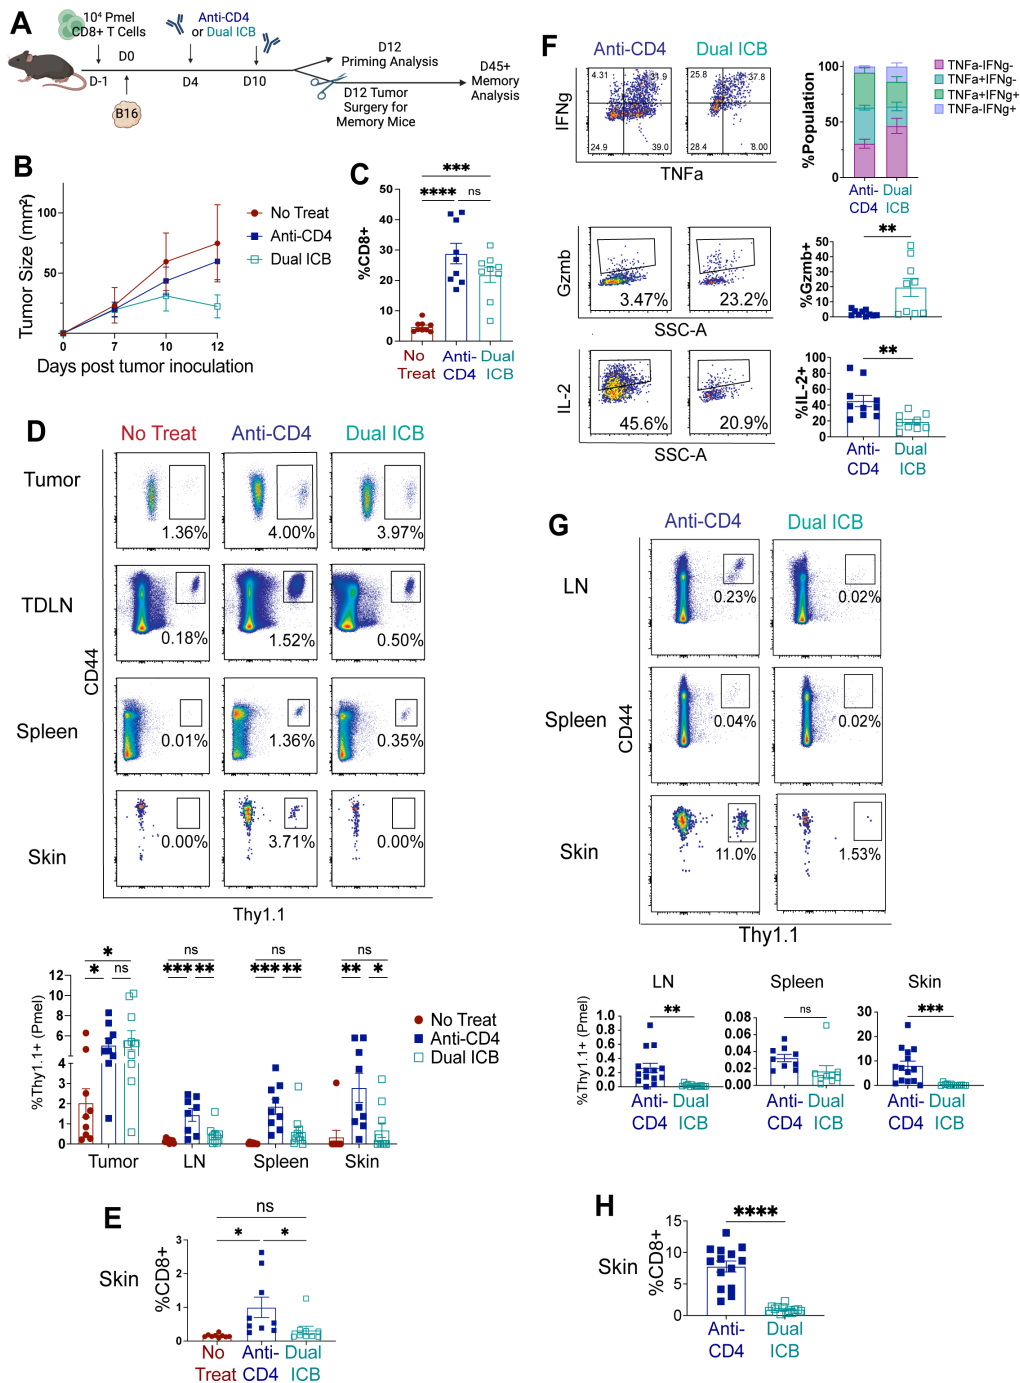 A
10⁴ Pmel
CD8+ T Cells
Anti-CD4
or Dual ICB
D0
D-1
D4
D10
B16
D12
Priming Analysis
D12 Tumor
Surgery for
Memory Mice
D45+
Memory
Analysis
B
Tumor Size (mm²)
100
50
0
7
10
12
Days post tumor inoculation
No Treat
Anti-CD4
Dual ICB
C
***
****
ns
%CD8+
50
40
30
20
10
0
No
Treat
Anti-
CD4
Dual
ICB
D
No Treat
Anti-CD4
Dual ICB
Tumor
1.36%
4.00%
3.97%
TDLN
0.18%
1.52%
0.50%
CD44
Spleen
0.01%
1.36%
0.35%
Skin
0.00%
3.71%
0.00%
Thy1.1
%Thy1.1+ (Pmel)
12
10
8
6
4
3
2
1
0
*
*
ns
ns
***
**
ns
***
**
ns
**
*
Tumor
LN
Spleen
Skin
No Treat
Anti-CD4
Dual ICB
E
Skin
%CD8+
ns
*
*
3
2
1
0
No
Treat
Anti-
CD4
Dual
ICB
F
Anti-CD4
Dual ICB
IFNg
4.31
31.9
24.9
39.0
25.8
37.8
28.4
8.00
TNFa
%Population
100
50
0
Anti-
CD4
Dual
ICB
TNFa-IFNg-
TNFa+IFNg-
TNFa+IFNg+
TNFa-IFNg+
Gzmb
3.47%
23.2%
SSC-A
%Gzmb+
50
40
30
20
10
0
**
IL-2
45.6%
20.9%
SSC-A
%IL-2+
100
80
60
40
20
0
**
Anti-
CD4
Dual
ICB
G
Anti-CD4
Dual ICB
LN
0.23%
0.02%
CD44
Spleen
0.04%
0.02%
Skin
11.0%
1.53%
Thy1.1
%Thy1.1+ (Pmel)
LN
1.0
0.8
0.6
0.4
0.2
0.0
**
Anti-
CD4
Dual
ICB
Spleen
0.08
0.06
0.04
0.02
0.00
ns
Anti-
CD4
Dual
ICB
Skin
30
20
10
0
***
Anti-
CD4
Dual
ICB
H
Skin
%CD8+
15
10
5
0
****
Anti-
CD4
Dual
ICB